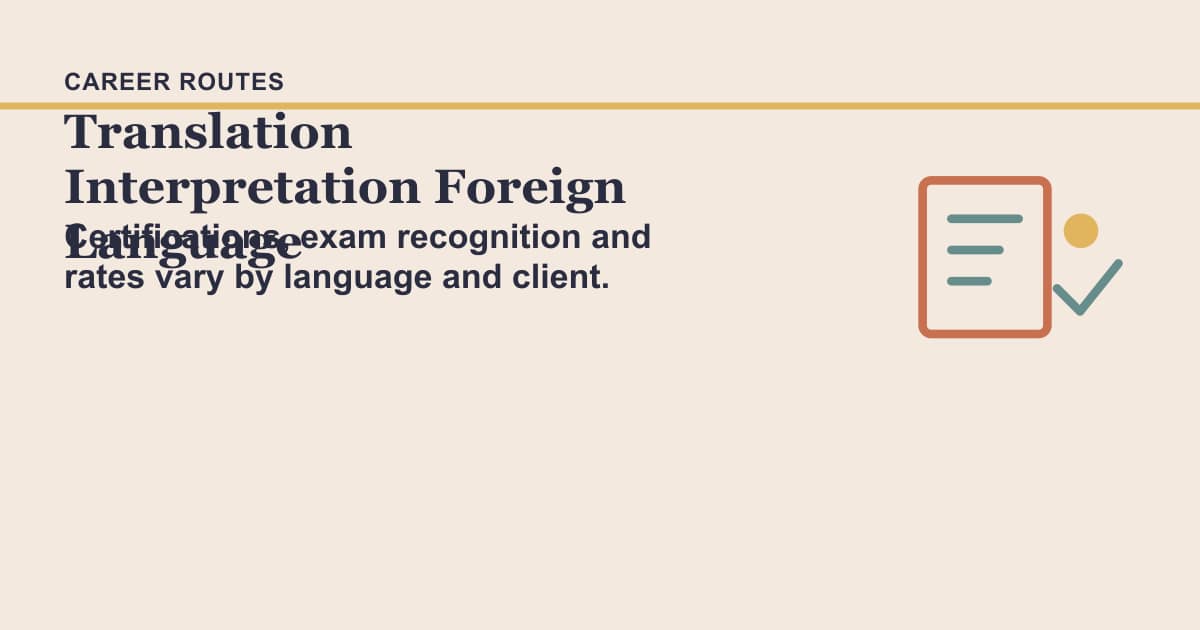 CAREER ROUTES
Translation
Interpretation Foreign
Language
Certifications, exam recognition and
rates vary by language and client.